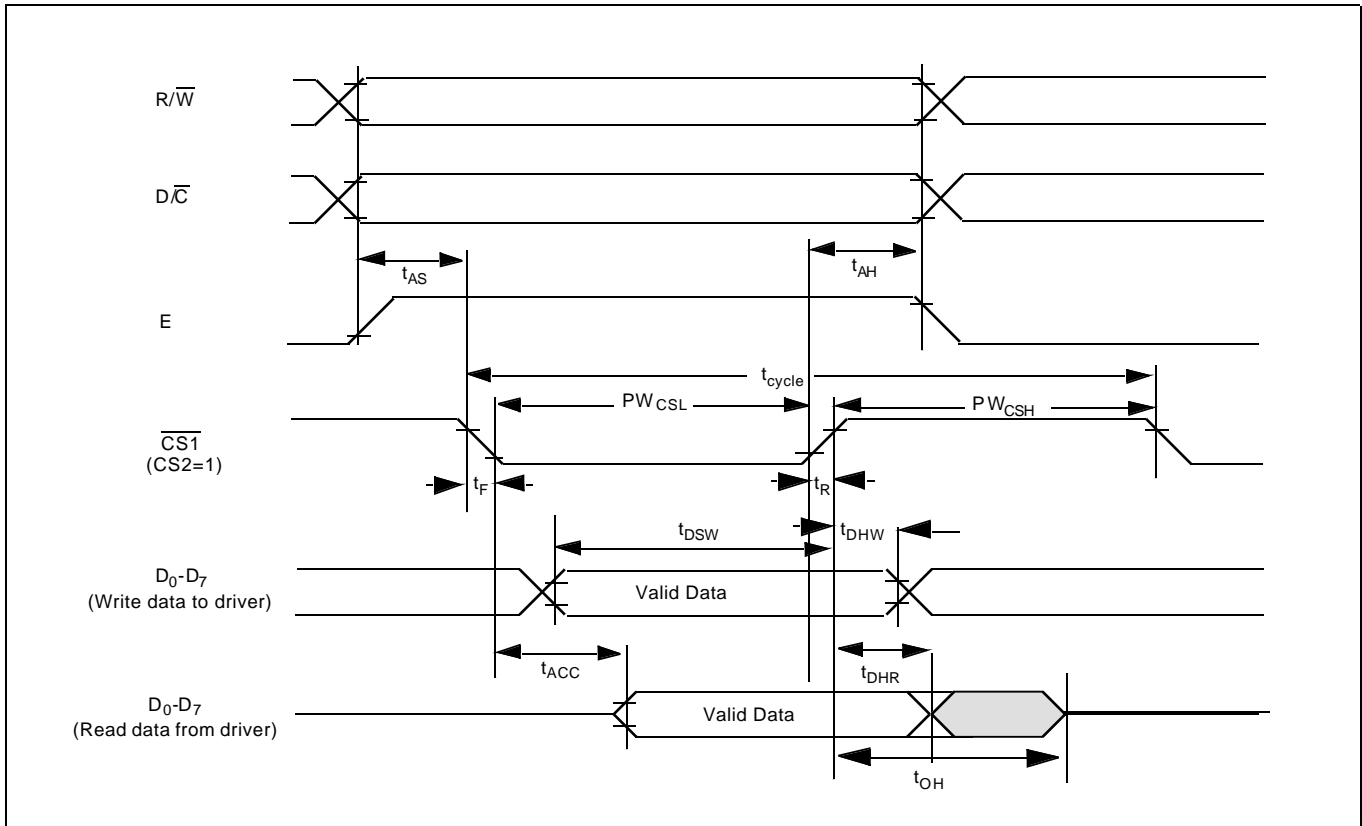 R/W̅
D/C̅
tAS
tAH
E
tcycle
PWCSL
PWCSH
C̅S̅1̅
(CS2=1)
tF
tR
tDSW
tDHW
D0-D7
(Write data to driver)
Valid Data
tACC
tDHR
D0-D7
(Read data from driver)
Valid Data
tOH